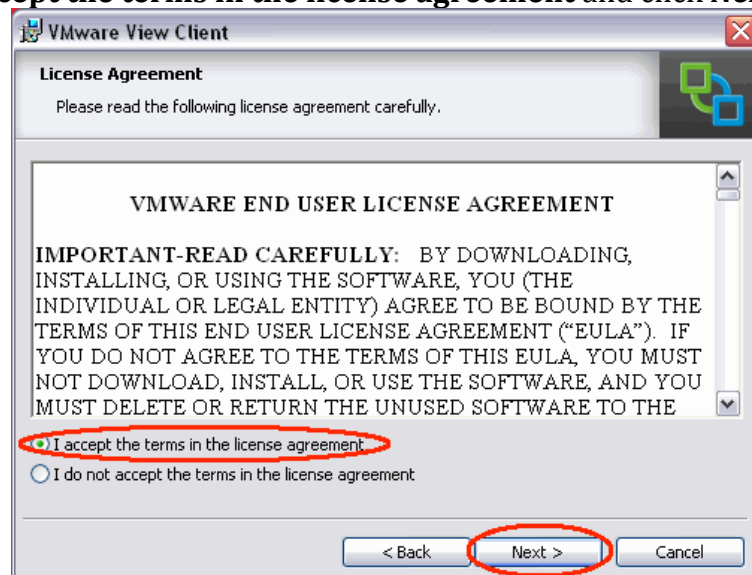 cept the terms in the license agreement and click Ne
VMware View Client
License Agreement
Please read the following license agreement carefully.
VMWARE END USER LICENSE AGREEMENT
IMPORTANT-READ CAREFULLY: BY DOWNLOADING,
INSTALLING, OR USING THE SOFTWARE, YOU (THE
INDIVIDUAL OR LEGAL ENTITY) AGREE TO BE BOUND BY THE
TERMS OF THIS END USER LICENSE AGREEMENT (“EULA”). IF
YOU DO NOT AGREE TO THE TERMS OF THIS EULA, YOU MUST
NOT DOWNLOAD, INSTALL, OR USE THE SOFTWARE, AND YOU
MUST DELETE OR RETURN THE UNUSED SOFTWARE TO THE
I accept the terms in the license agreement
I do not accept the terms in the license agreement
< Back Next > Cancel